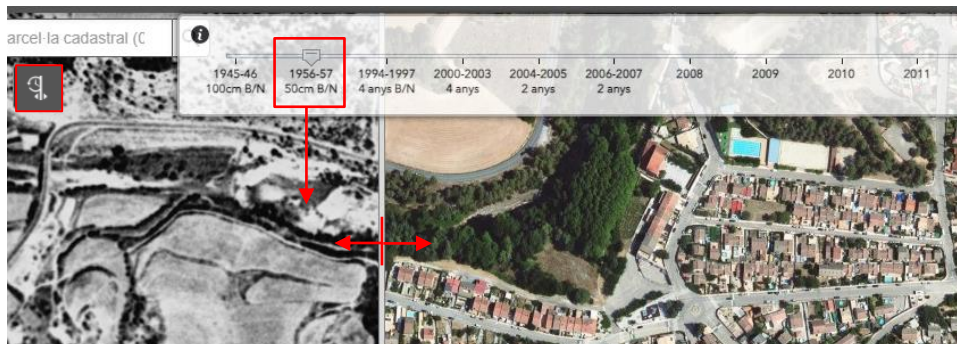 arcel·la cadastral (C
i
1945-46 1956-57 1994-1997 2000-2003 2004-2005 2006-2007 2008 2009 2010 2011
100cm B/N 50cm B/N 4 anys B/N 4 anys 2 anys 2 anys